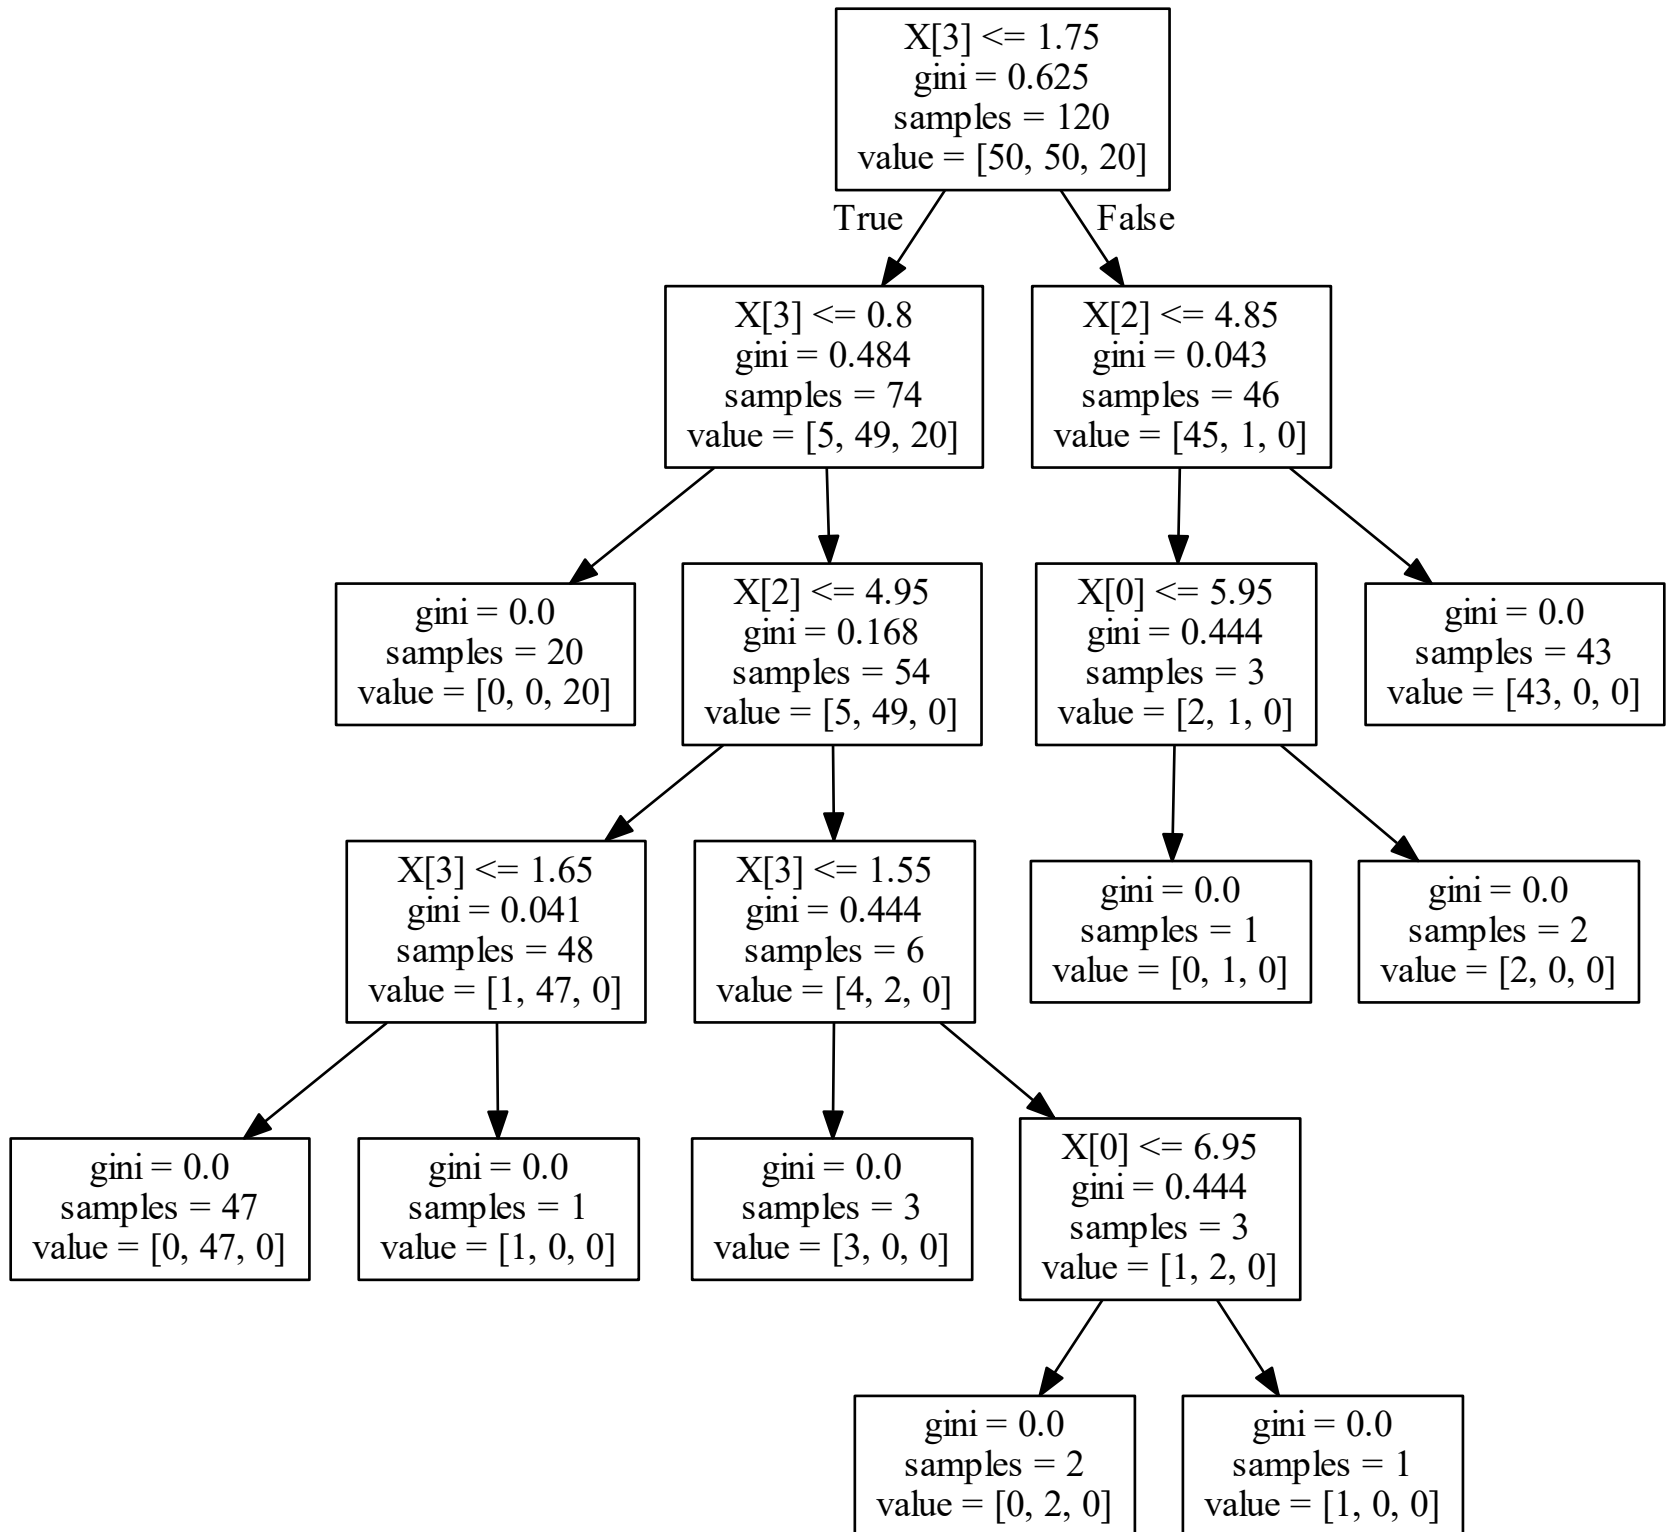 X[3] <= 1.75
gini = 0.625
samples = 120
value = [50, 50, 20]
True
False
X[3] <= 0.8
gini = 0.484
samples = 74
value = [5, 49, 20]
X[2] <= 4.85
gini = 0.043
samples = 46
value = [45, 1, 0]
gini = 0.0
samples = 20
value = [0, 0, 20]
X[2] <= 4.95
gini = 0.168
samples = 54
value = [5, 49, 0]
X[0] <= 5.95
gini = 0.444
samples = 3
value = [2, 1, 0]
gini = 0.0
samples = 43
value = [43, 0, 0]
X[3] <= 1.65
gini = 0.041
samples = 48
value = [1, 47, 0]
X[3] <= 1.55
gini = 0.444
samples = 6
value = [4, 2, 0]
gini = 0.0
samples = 1
value = [0, 1, 0]
gini = 0.0
samples = 2
value = [2, 0, 0]
gini = 0.0
samples = 47
value = [0, 47, 0]
gini = 0.0
samples = 1
value = [1, 0, 0]
gini = 0.0
samples = 3
value = [3, 0, 0]
X[0] <= 6.95
gini = 0.444
samples = 3
value = [1, 2, 0]
gini = 0.0
samples = 2
value = [0, 2, 0]
gini = 0.0
samples = 1
value = [1, 0, 0]